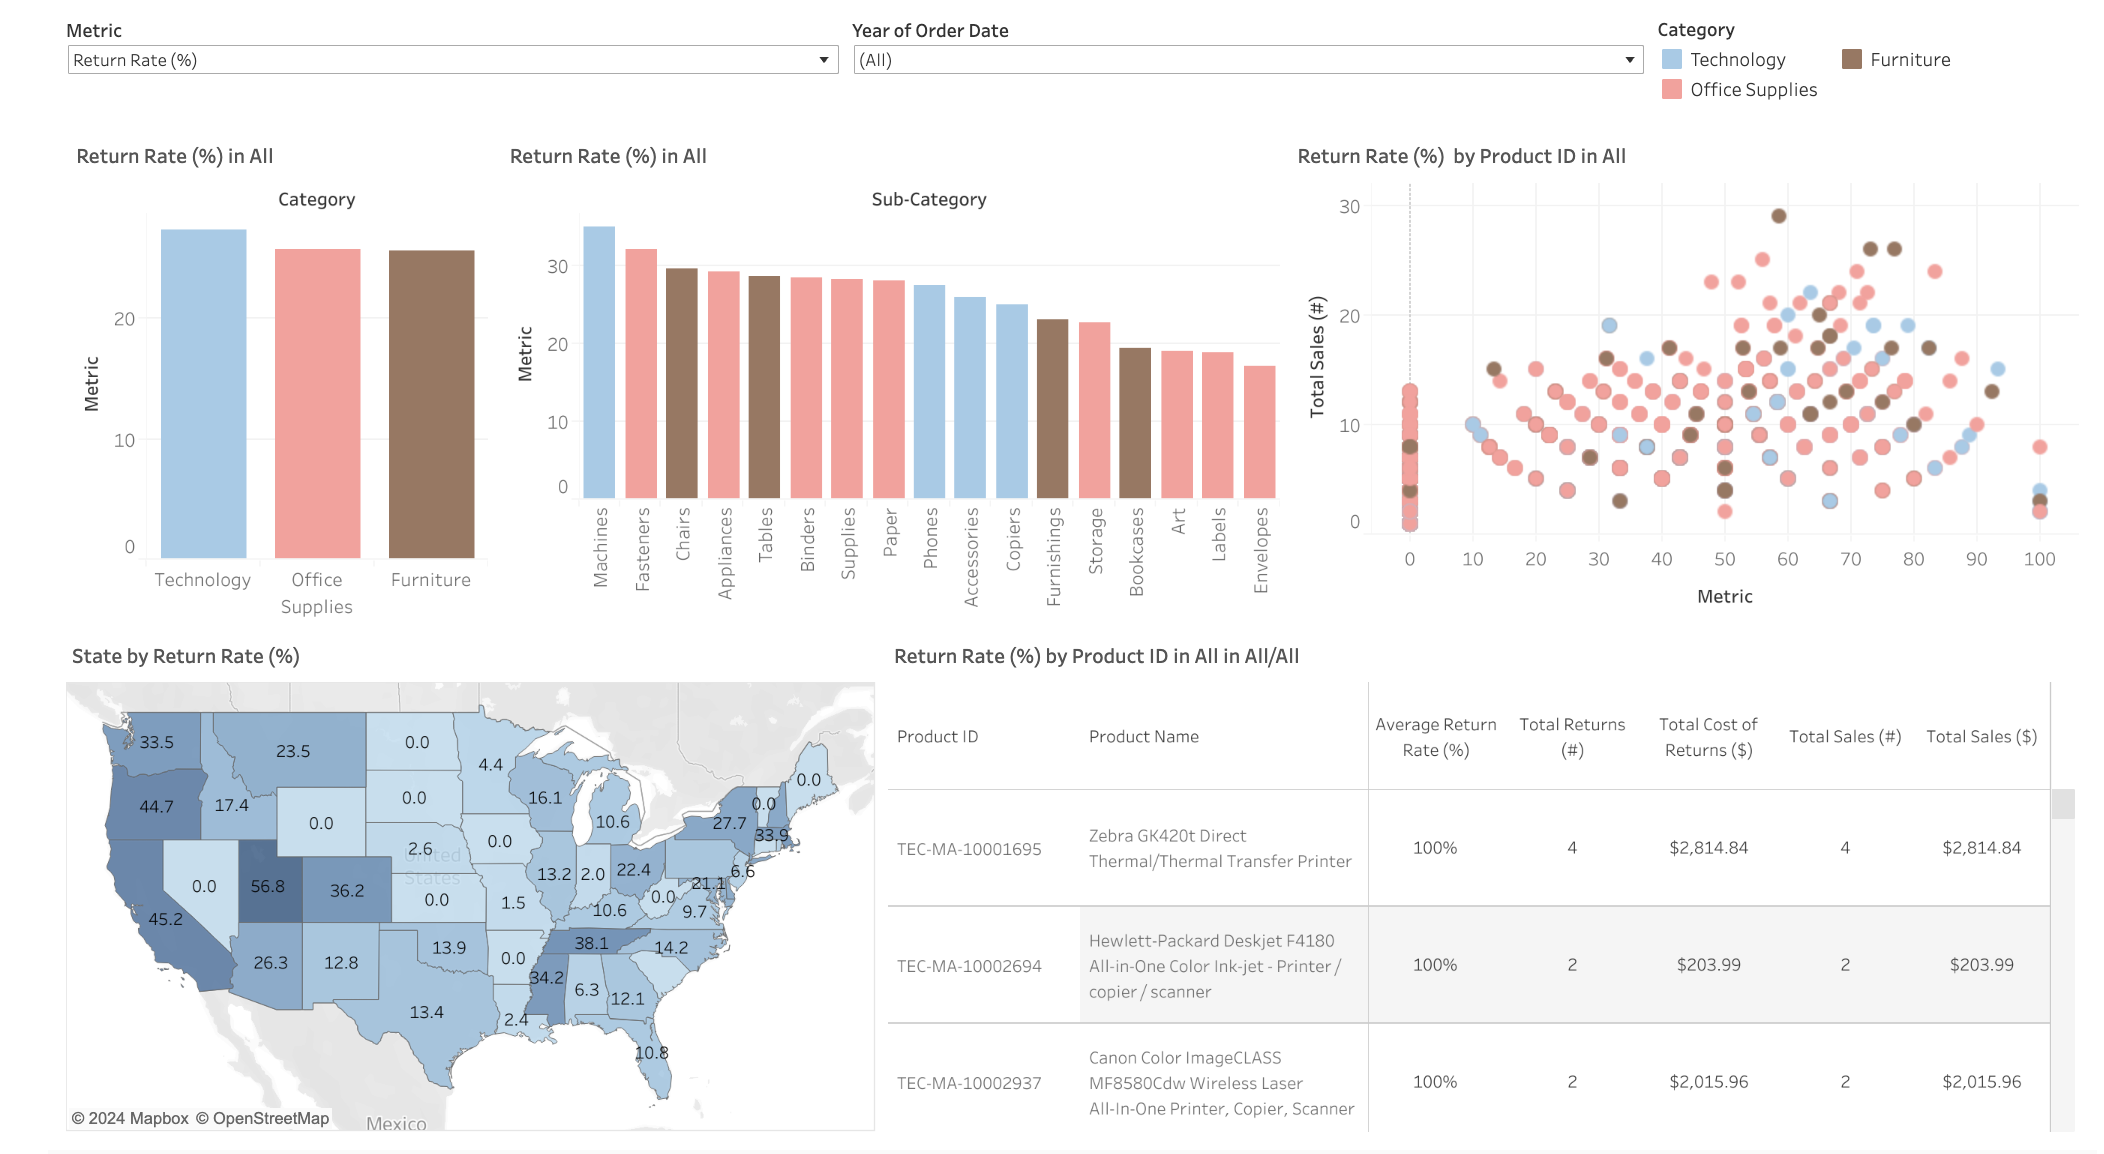 Metric
Return Rate (%)
Year of Order Date
(All)
Category
Technology
Furniture
Office Supplies
Return Rate (%) in All
Category
Metric
20
10
0
Technology
Office
Supplies
Furniture
Return Rate (%) in All
Sub-Category
Metric
30
20
10
0
Machines
Fasteners
Chairs
Appliances
Tables
Binders
Supplies
Paper
Phones
Accessories
Copiers
Furnishings
Storage
Bookcases
Art
Labels
Envelopes
Return Rate (%) by Product ID in All
Total Sales (#)
30
20
10
0
0 10 20 30 40 50 60 70 80 90 100
Metric
State by Return Rate (%)
33.5
23.5
0.0
4.4
0.0
44.7
17.4
0.0
0.0
16.1
10.6
0.0
27.7
33.9
2.6
United
States
0.0
0.0
56.8
36.2
0.0
1.5
13.2
2.0
22.4
6.6
21.1
0.0
10.6
9.7
45.2
26.3
12.8
13.9
0.0
38.1
14.2
34.2
6.3
12.1
13.4
2.4
10.8
Mexico
© 2024 Mapbox © OpenStreetMap
Return Rate (%) by Product ID in All in All/All
Product ID
Product Name
Average Return
Rate (%)
Total Returns
(#)
Total Cost of
Returns ($)
Total Sales (#)
Total Sales ($)
TEC-MA-10001695
Zebra GK420t Direct
Thermal/Thermal Transfer Printer
100%
4
$2,814.84
4
$2,814.84
TEC-MA-10002694
Hewlett-Packard Deskjet F4180
All-in-One Color Ink-jet - Printer /
copier / scanner
100%
2
$203.99
2
$203.99
TEC-MA-10002937
Canon Color ImageCLASS
MF8580Cdw Wireless Laser
All-In-One Printer, Copier, Scanner
100%
2
$2,015.96
2
$2,015.96